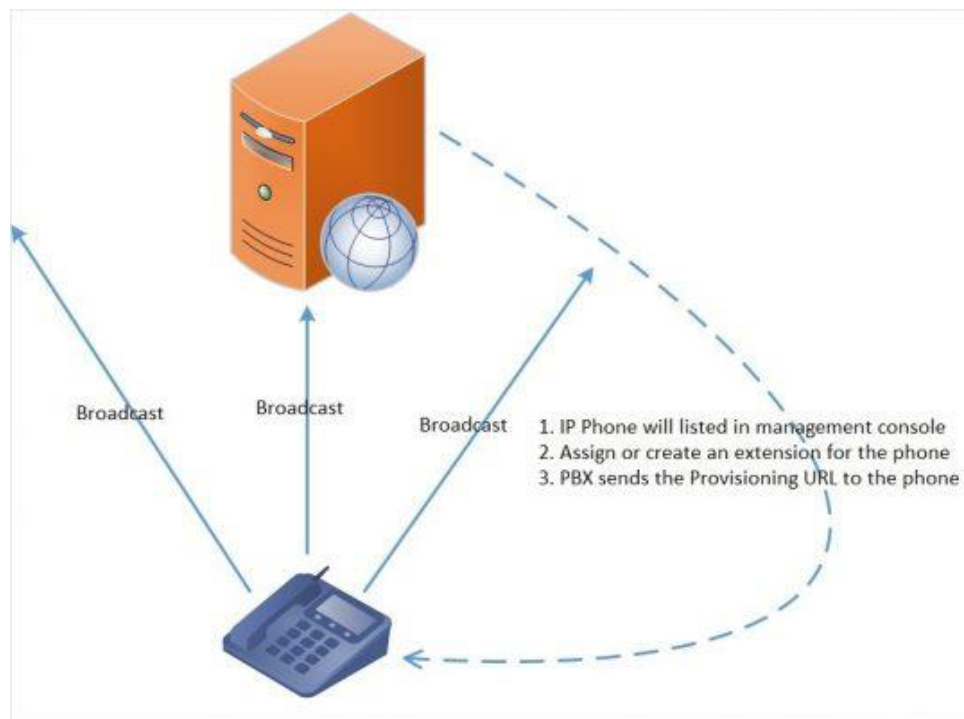 Broadcast
Broadcast
Broadcast
1. IP Phone will listed in management console
2. Assign or create an extension for the phone
3. PBX sends the Provisioning URL to the phone